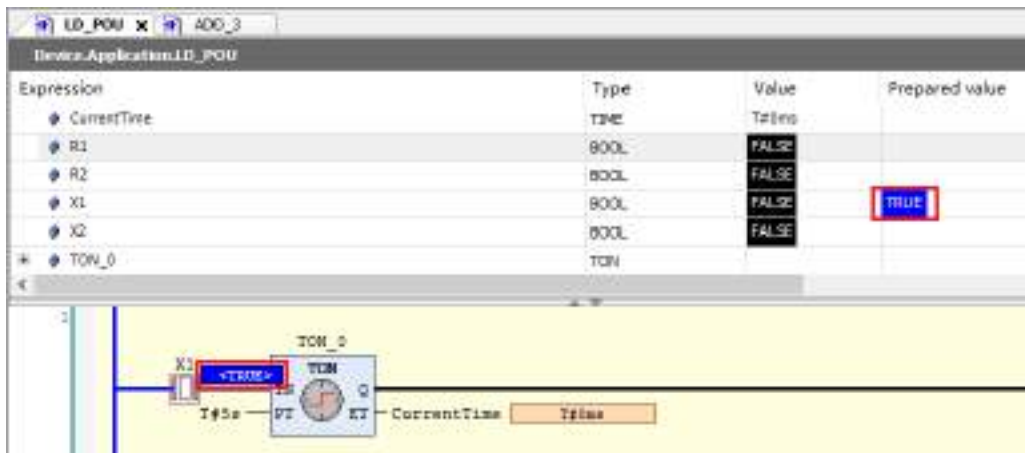 LD_POU x ADD_3
Device.Application.LD_POU
Expression Type Value Prepared value
CurrentTime TIME T#0ms
R1 BOOL FALSE
R2 BOOL FALSE
X1 BOOL FALSE TRUE
X2 BOOL FALSE
TON_0 TON
1
TON_0
X1 <TRUE> TON
IN Q
T#5s PT ET CurrentTime T#0ms